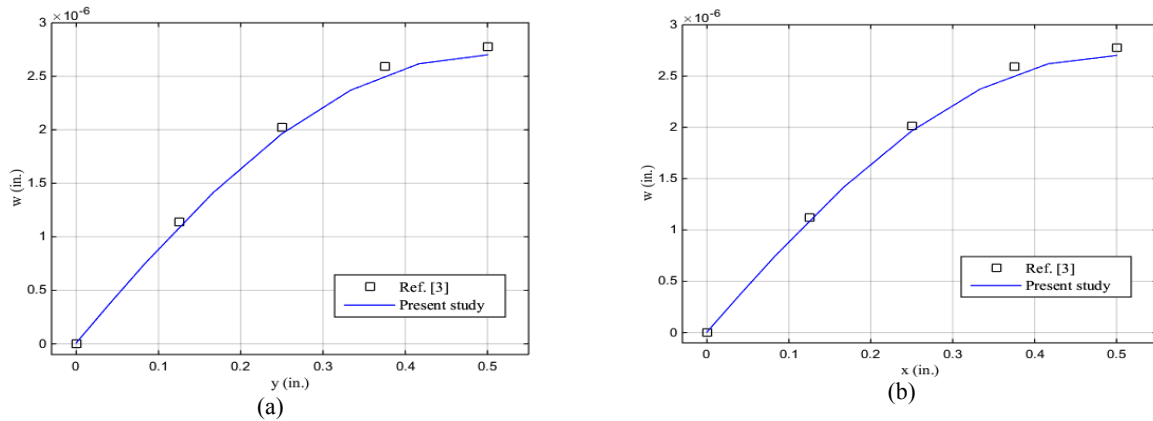 ×10⁻⁶
3
2.5
2
1.5
1
0.5
0
w (in.)
Ref. [3]
Present study
0 0.1 0.2 0.3 0.4 0.5
y (in.)
(a)
×10⁻⁶
3
2.5
2
1.5
1
0.5
0
w (in.)
Ref. [3]
Present study
0 0.1 0.2 0.3 0.4 0.5
x (in.)
(b)